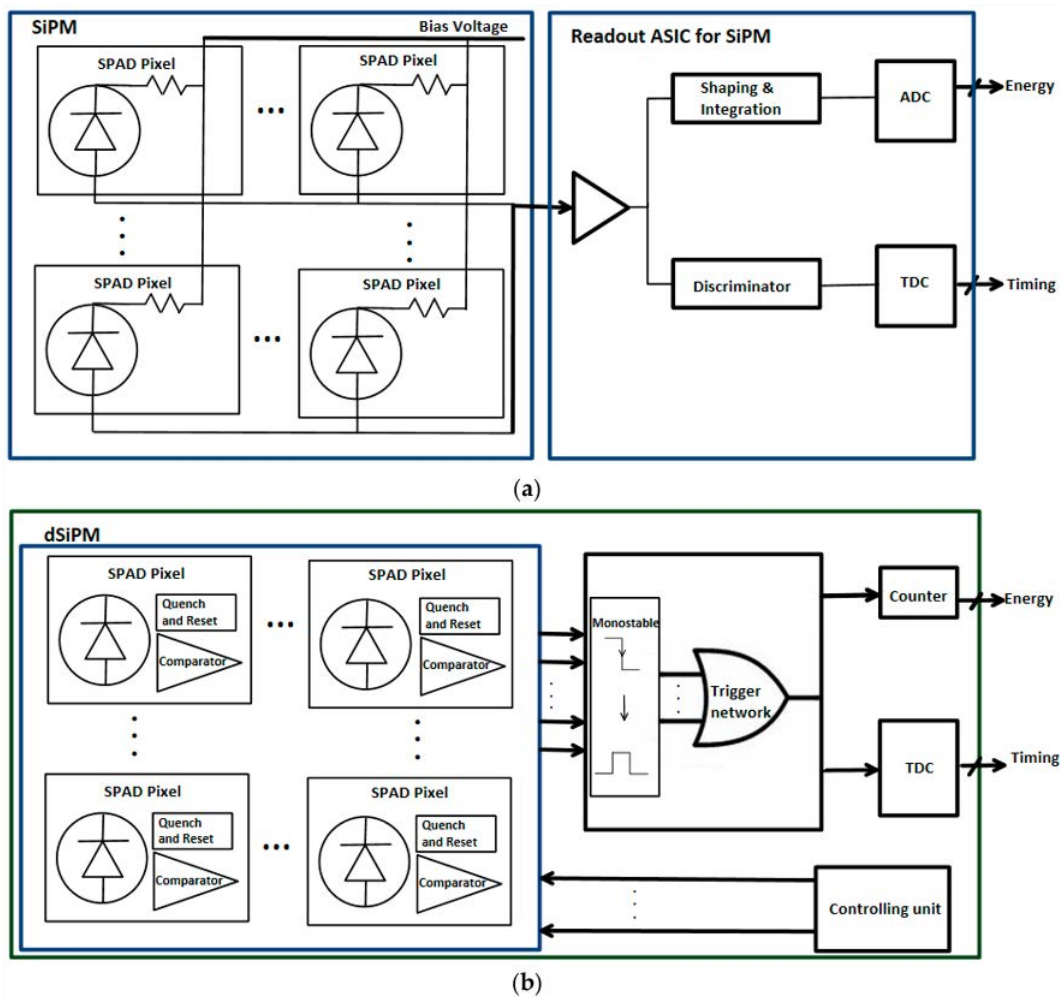 SiPM
Bias Voltage
SPAD Pixel
SPAD Pixel
SPAD Pixel
SPAD Pixel
Readout ASIC for SiPM
Shaping &
Integration
ADC
Energy
Discriminator
TDC
Timing
(a)
dSiPM
SPAD Pixel
Quench
and Reset
Comparator
SPAD Pixel
Quench
and Reset
Comparator
SPAD Pixel
Quench
and Reset
Comparator
SPAD Pixel
Quench
and Reset
Comparator
Monostable
Trigger
network
Counter
Energy
TDC
Timing
Controlling unit
(b)